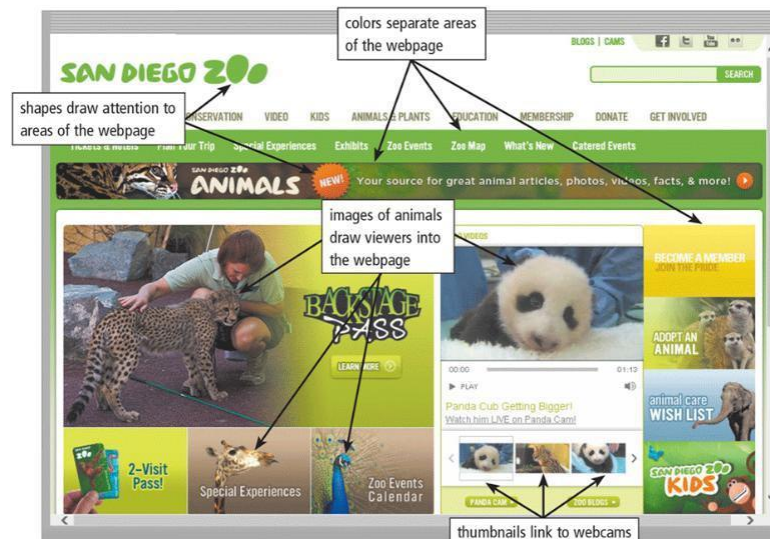 colors separate areas
of the webpage
BLOGS | CAMS
SAN DIEGO ZOO
SEARCH
shapes draw attention to
areas of the webpage
VIDEO KIDS ANIMALS & PLANTS EDUCATION MEMBERSHIP DONATE GET INVOLVED
Special Experiences Exhibits Zoo Events Zoo Map What's New Catered Events
SAN DIEGO ZOO
ANIMALS
NEW!
Your source for great animal articles, photos, videos, facts, & more!
images of animals
draw viewers into
the webpage
VIDEOS
BACKSTAGE
PASS
LEARN MORE
00:00 01:13
PLAY
Panda Cub Getting Bigger!
Watch him LIVE on Panda Cam!
PANDA CAM
ZOO BLOGS
BECOME A MEMBER
JOIN THE PRIDE
ADOPT AN
ANIMAL
animal care
WISH LIST
SAN DIEGO ZOO
KIDS
2-Visit
Pass!
Special Experiences
Zoo Events
Calendar
thumbnails link to webcams